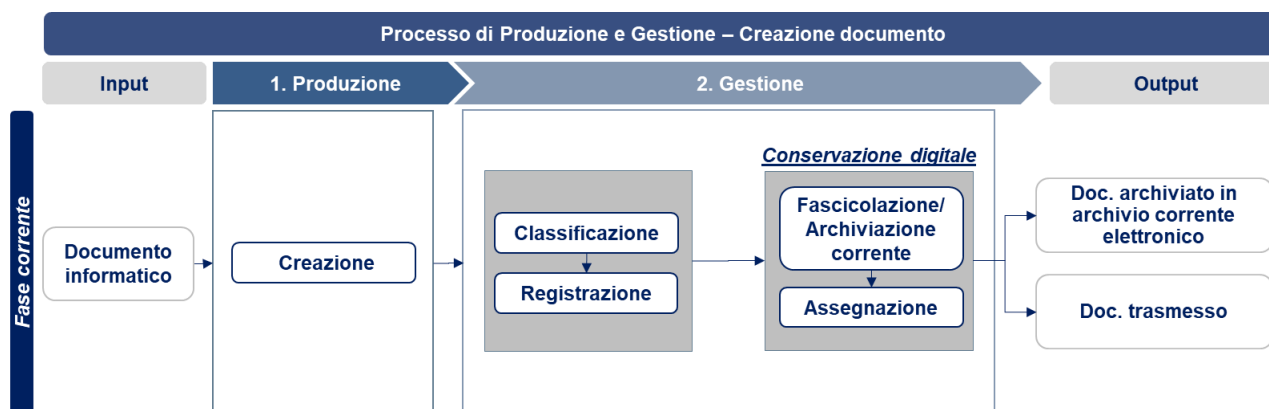 Processo di Produzione e Gestione – Creazione documento
Input
1. Produzione
2. Gestione
Output
Fase corrente
Documento
informatico
Creazione
Classificazione
Registrazione
Conservazione digitale
Fascicolazione/
Archiviazione
corrente
Assegnazione
Doc. archiviato in
archivio corrente
elettronico
Doc. trasmesso